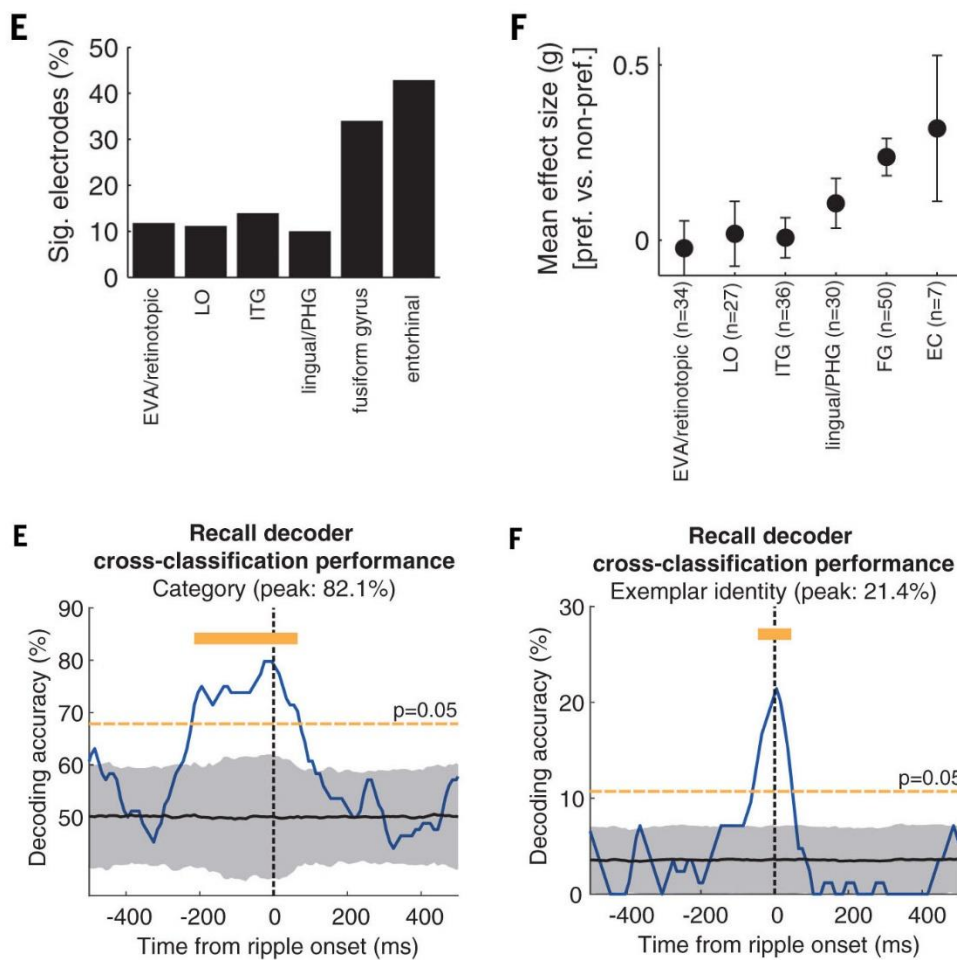 E
Sig. electrodes (%)
50
40
30
20
10
0
EVA/retinotopic
LO
ITG
lingual/PHG
fusiform gyrus
entorhinal
F
Mean effect size (g)
[pref. vs. non-pref.]
0.5
0
EVA/retinotopic (n=34)
LO (n=27)
ITG (n=36)
lingual/PHG (n=30)
FG (n=50)
EC (n=7)
E
Recall decoder
cross-classification performance
Category (peak: 82.1%)
Decoding accuracy (%)
90
80
70
60
50
p=0.05
-400 -200 0 200 400
Time from ripple onset (ms)
F
Recall decoder
cross-classification performance
Exemplar identity (peak: 21.4%)
Decoding accuracy (%)
30
20
10
0
p=0.05
-400 -200 0 200 400
Time from ripple onset (ms)